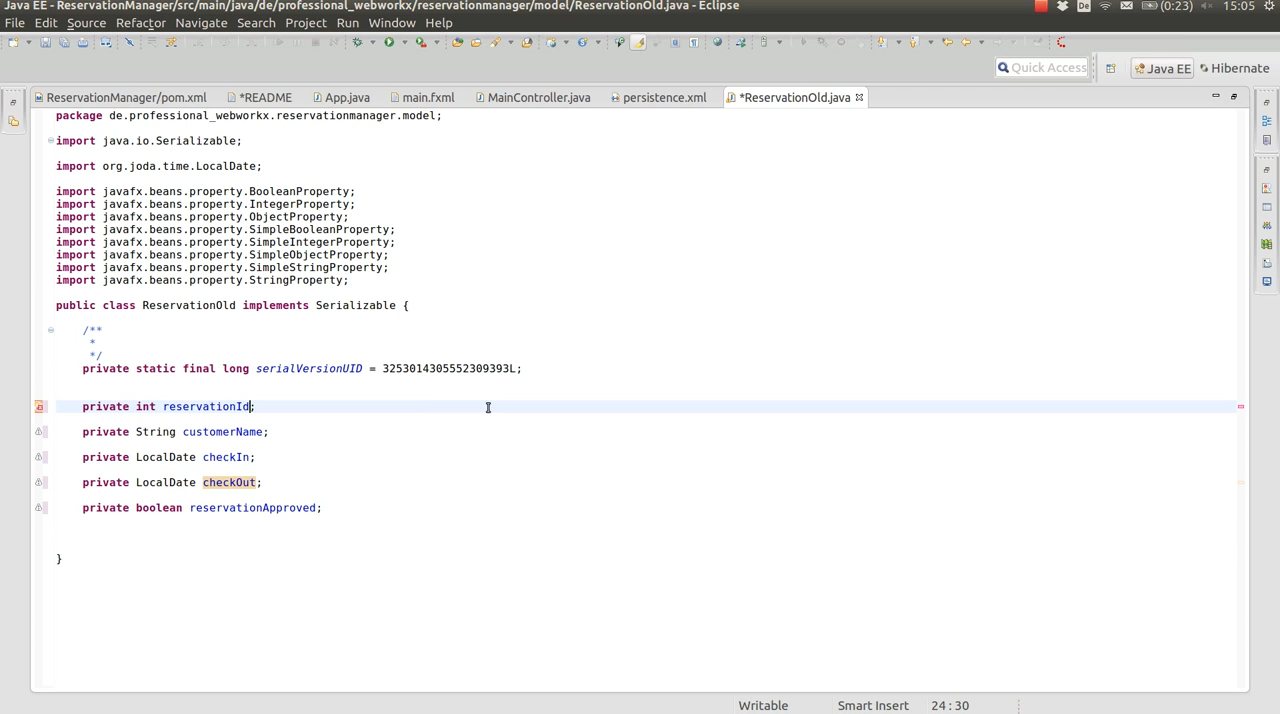 Java EE - ReservationManager/src/main/java/de/professional_webworkx/reservationmanager/model/ReservationOld.java - Eclipse
De (0:23) 15:05
File Edit Source Refactor Navigate Search Project Run Window Help
Quick Access Java EE Hibernate
ReservationManager/pom.xml *README App.java main.fxml MainController.java persistence.xml *ReservationOld.java
package de.professional_webworkx.reservationmanager.model;
import java.io.Serializable;
import org.joda.time.LocalDate;
import javafx.beans.property.BooleanProperty;
import javafx.beans.property.IntegerProperty;
import javafx.beans.property.ObjectProperty;
import javafx.beans.property.SimpleBooleanProperty;
import javafx.beans.property.SimpleIntegerProperty;
import javafx.beans.property.SimpleObjectProperty;
import javafx.beans.property.SimpleStringProperty;
import javafx.beans.property.StringProperty;
public class ReservationOld implements Serializable {
/**
*
*/
private static final long serialVersionUID = 3253014305552309393L;
private int reservationId;
private String customerName;
private LocalDate checkIn;
private LocalDate checkOut;
private boolean reservationApproved;
}
Writable Smart Insert 24 : 30